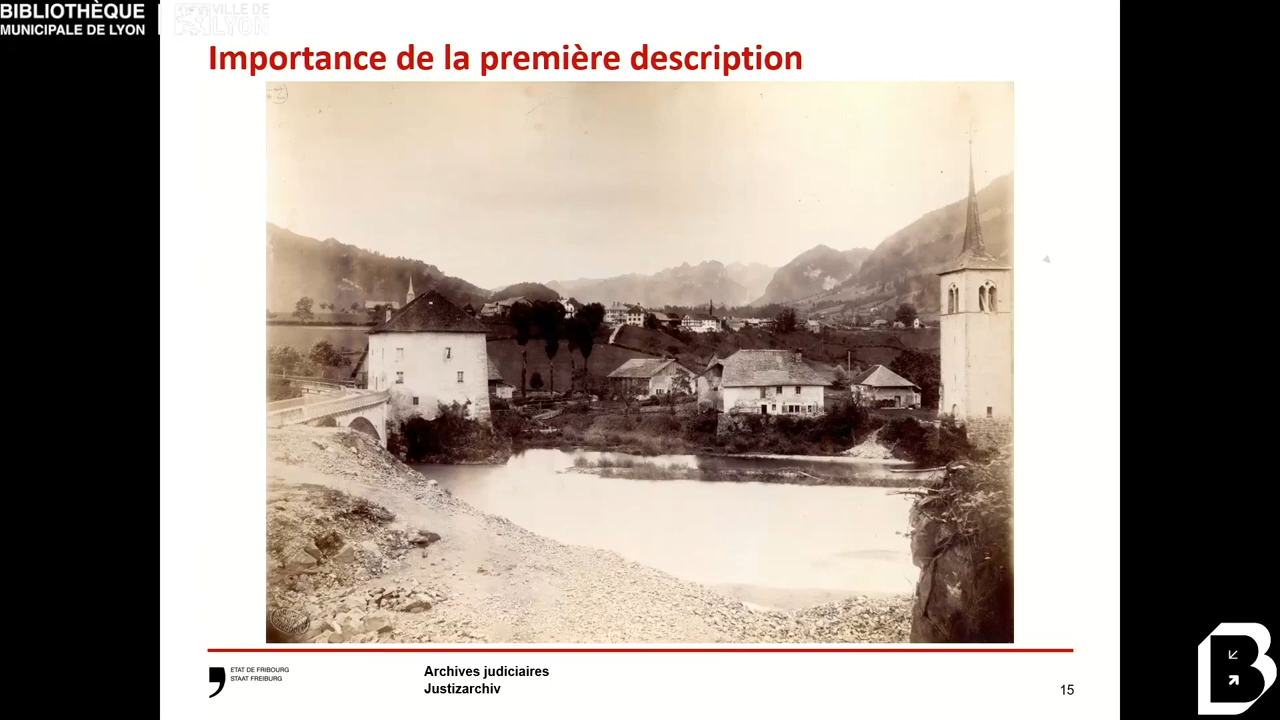 BIBLIOTHÈQUE
MUNICIPALE DE LYON
VILLE DE
LYON
Importance de la première description
ETAT DE FRIBOURG
STAAT FREIBURG
Archives judiciaires
Justizarchiv
15
B